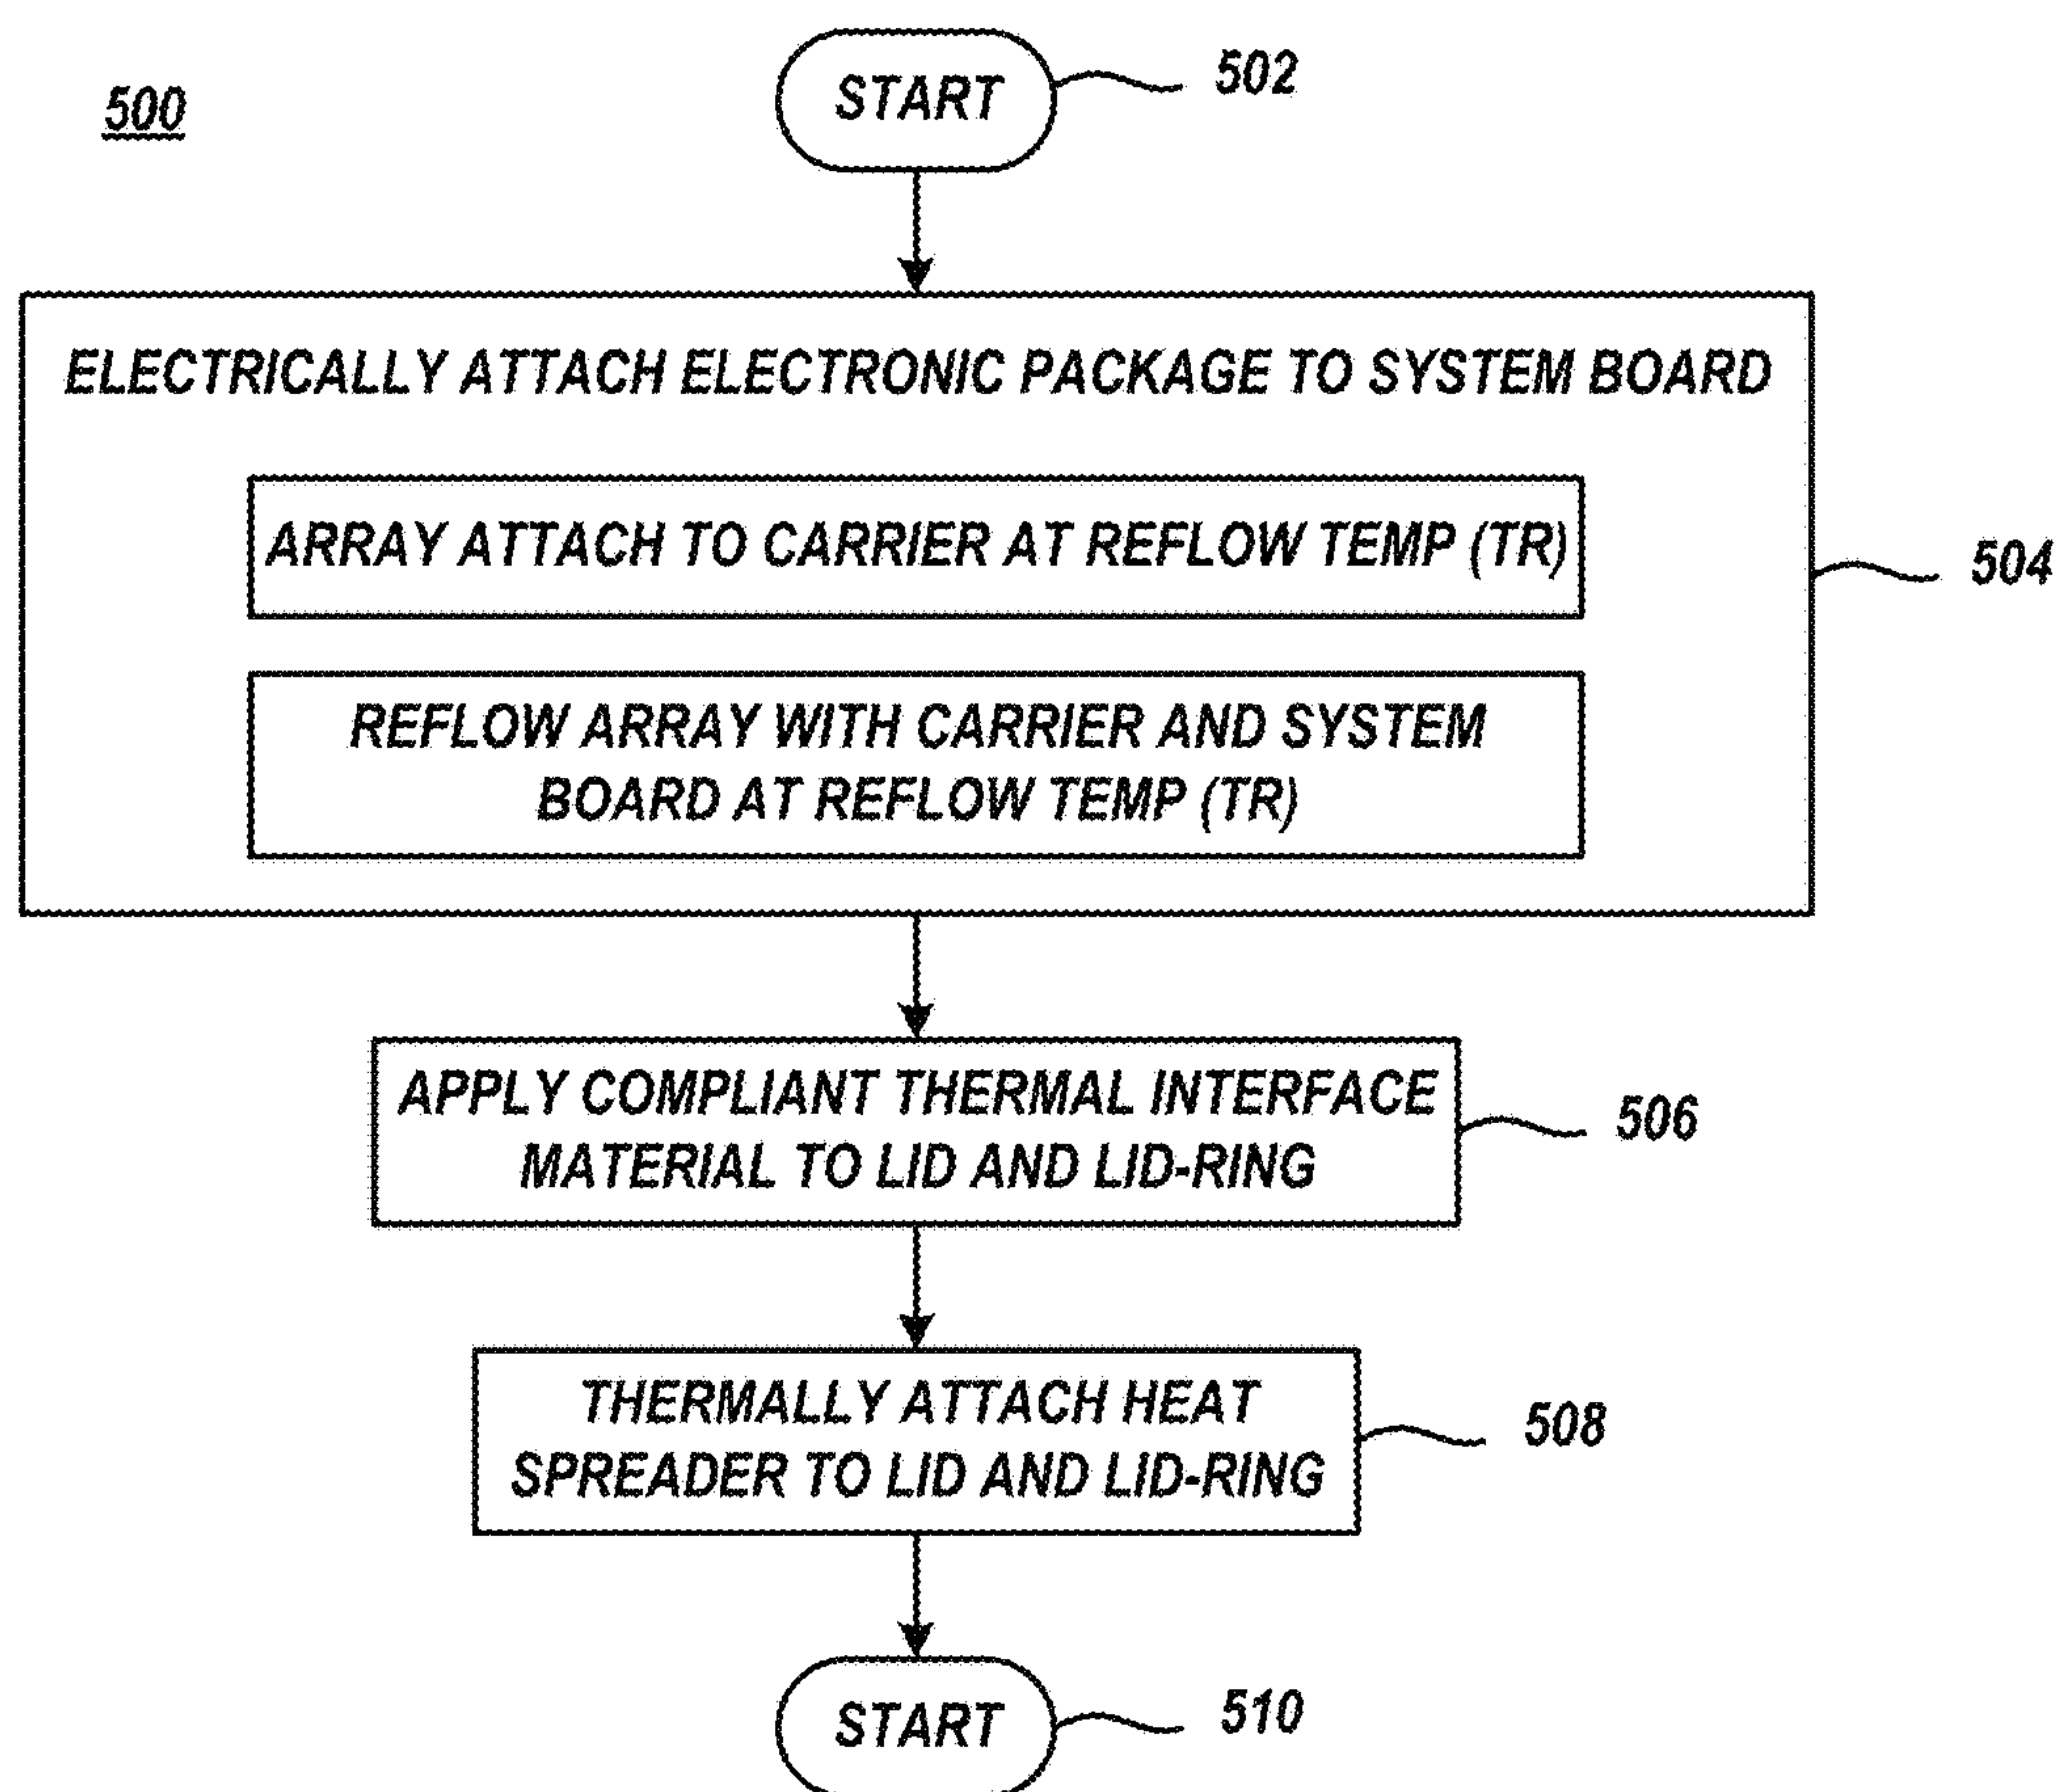 500
START
502
ELECTRICALLY ATTACH ELECTRONIC PACKAGE TO SYSTEM BOARD
ARRAY ATTACH TO CARRIER AT REFLOW TEMP (TR)
504
REFLOW ARRAY WITH CARRIER AND SYSTEM
BOARD AT REFLOW TEMP (TR)
APPLY COMPLIANT THERMAL INTERFACE
MATERIAL TO LID AND LID-RING
506
THERMALLY ATTACH HEAT
SPREADER TO LID AND LID-RING
508
START
510